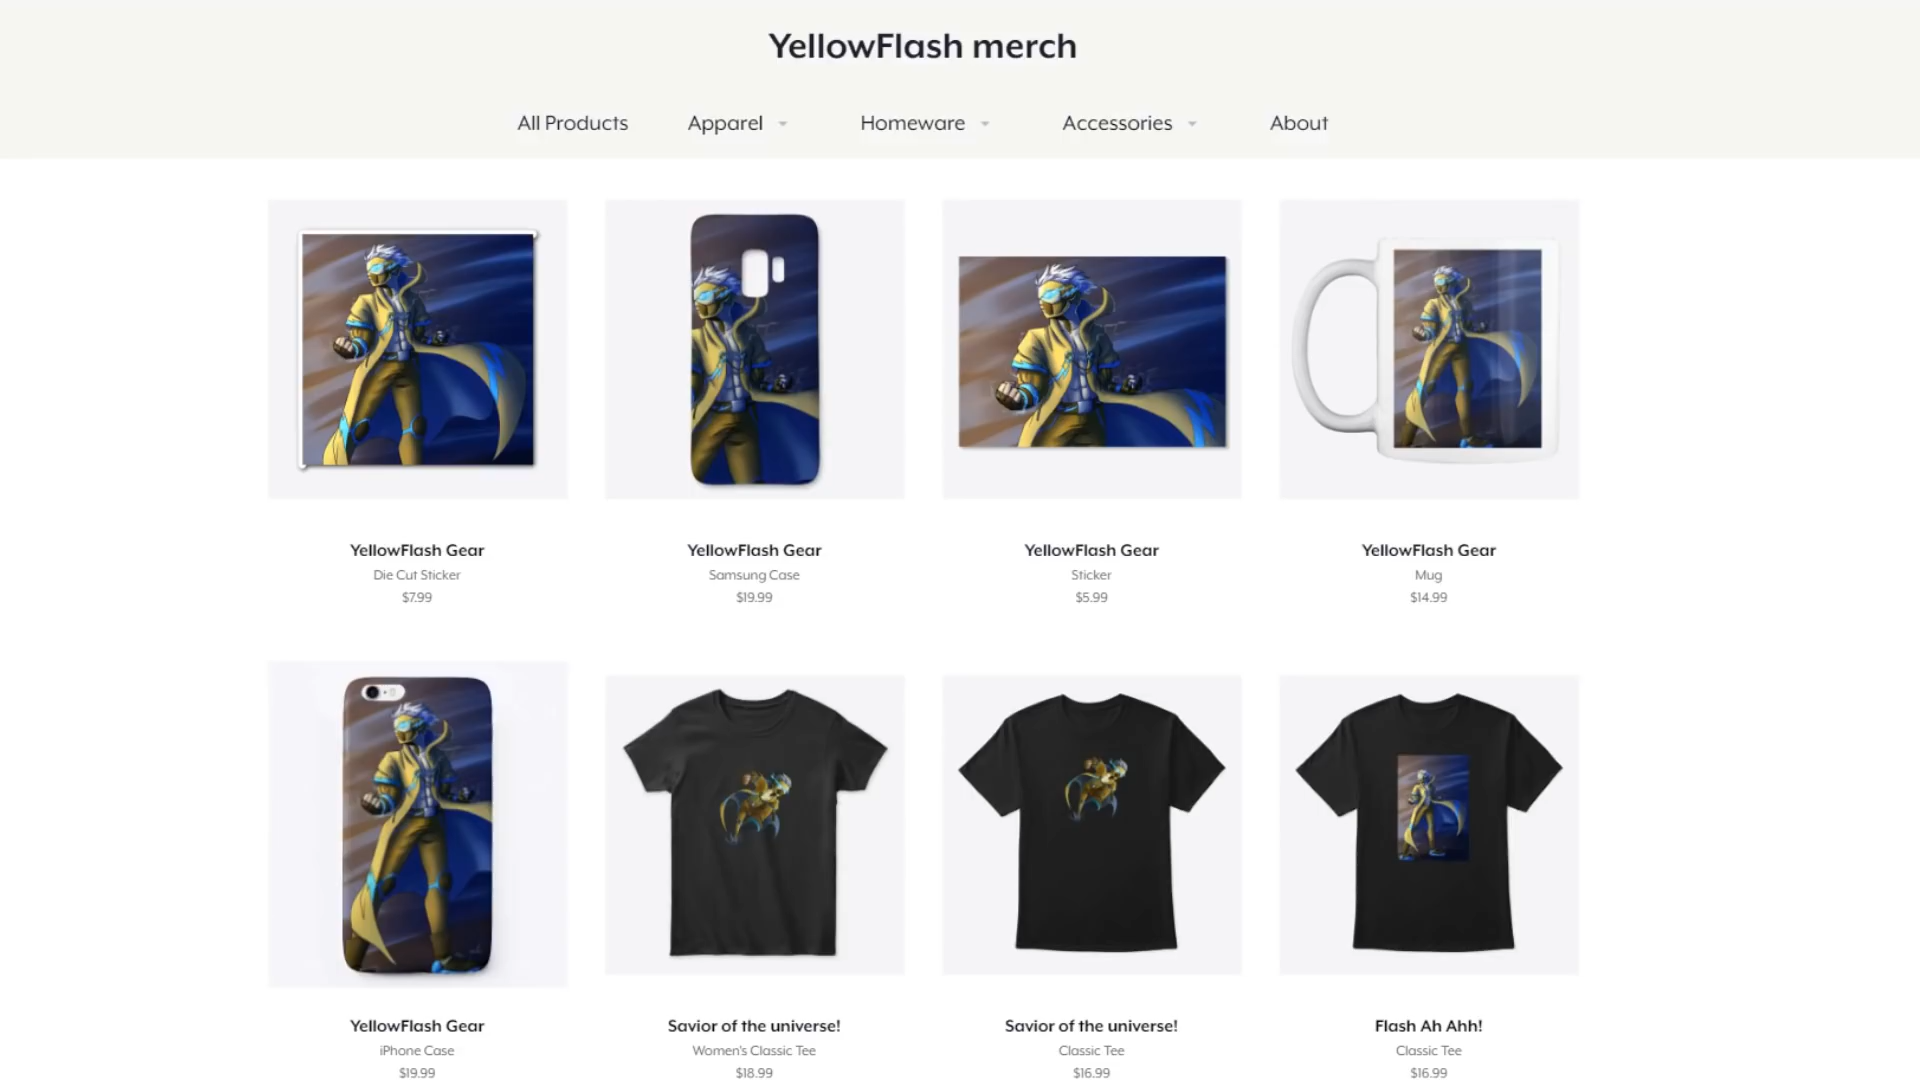 YellowFlash merch
All Products Apparel Homeware Accessories About
YellowFlash Gear
Die Cut Sticker
$7.99
YellowFlash Gear
Samsung Case
$19.99
YellowFlash Gear
Sticker
$5.99
YellowFlash Gear
Mug
$14.99
YellowFlash Gear
iPhone Case
$19.99
Savior of the universe!
Women's Classic Tee
$18.99
Savior of the universe!
Classic Tee
$16.99
Flash Ah Ahh!
Classic Tee
$16.99